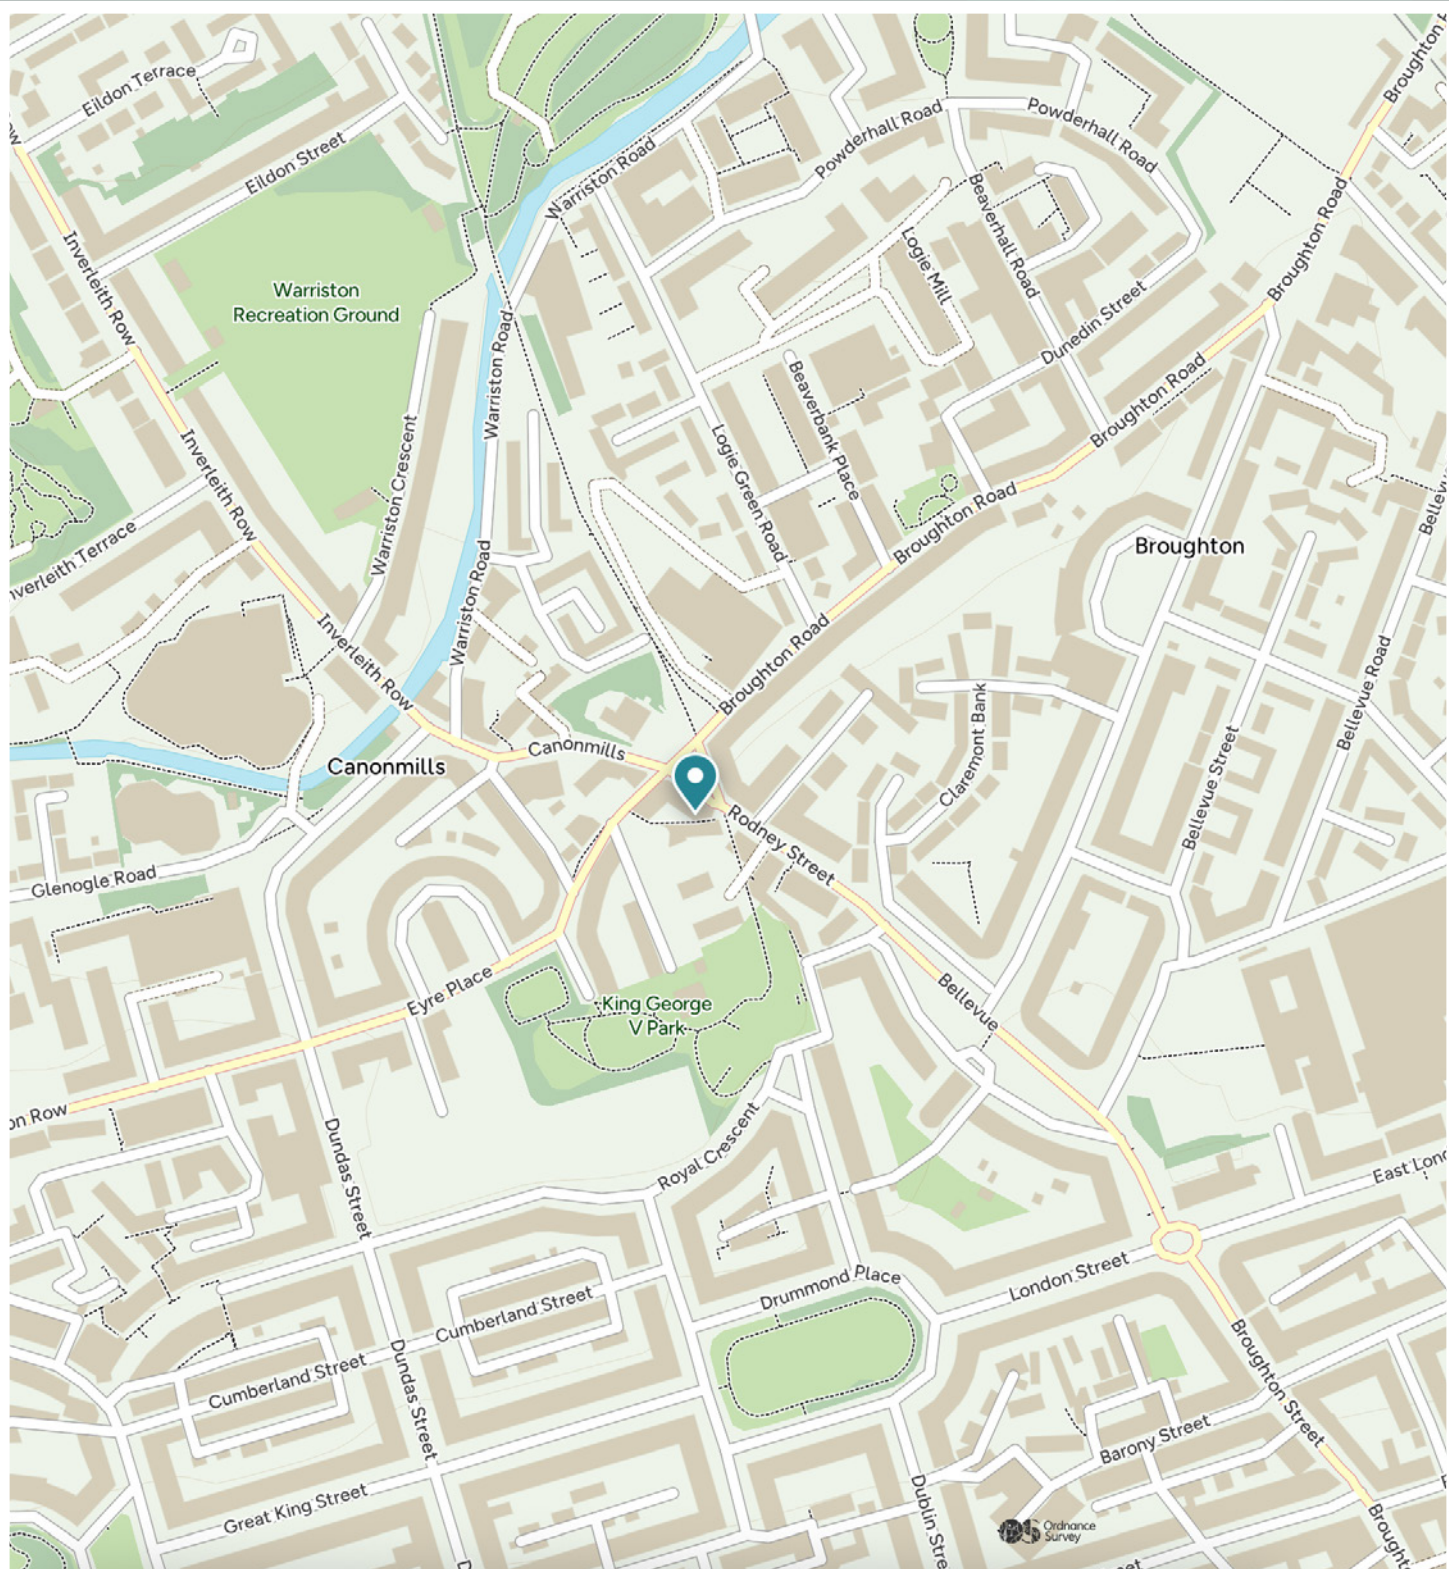 Eildon Terrace
Broughton
Powderhall Road
Powderhall Road
Eildon Street
Warriston Road
Beaverhall Road
Broughton Road
Inverleith Row
Logie Mill
Warriston
Recreation Ground
Dunedin Street
Warriston Road
Beaverbank Place
Broughton Road
Inverleith Row
Warriston Crescent
Logie Green Road
Broughton Road
Broughton
Warriston Road
Inverleith Row
Broughton Road
Bellevue Road
Claremont Bank
Canonmills
Canonmills
Bellevue Street
Rodney Street
Glenogle Road
Eyre Place
King George
V Park
Bellevue
on Row
Dundas Street
Royal Crescent
East Lon
Drummond Place
London Street
Cumberland Street
Cumberland Street
Dundas Street
Broughton Street
Barony Street
Great King Street
Dublin Stre
Ordnance
Survey
Brought